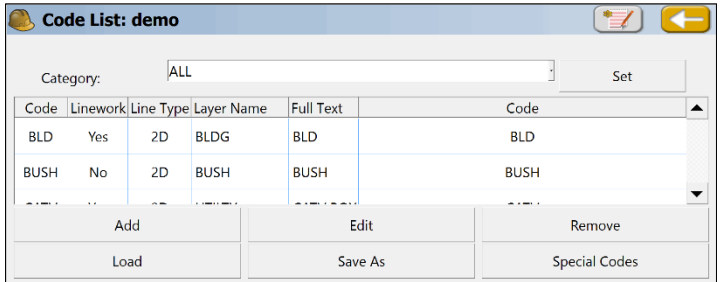 Code List: demo
Category: ALL Set
Code Linework Line Type Layer Name Full Text Code
BLD Yes 2D BLDG BLD BLD
BUSH No 2D BUSH BUSH BUSH
Add Edit Remove
Load Save As Special Codes